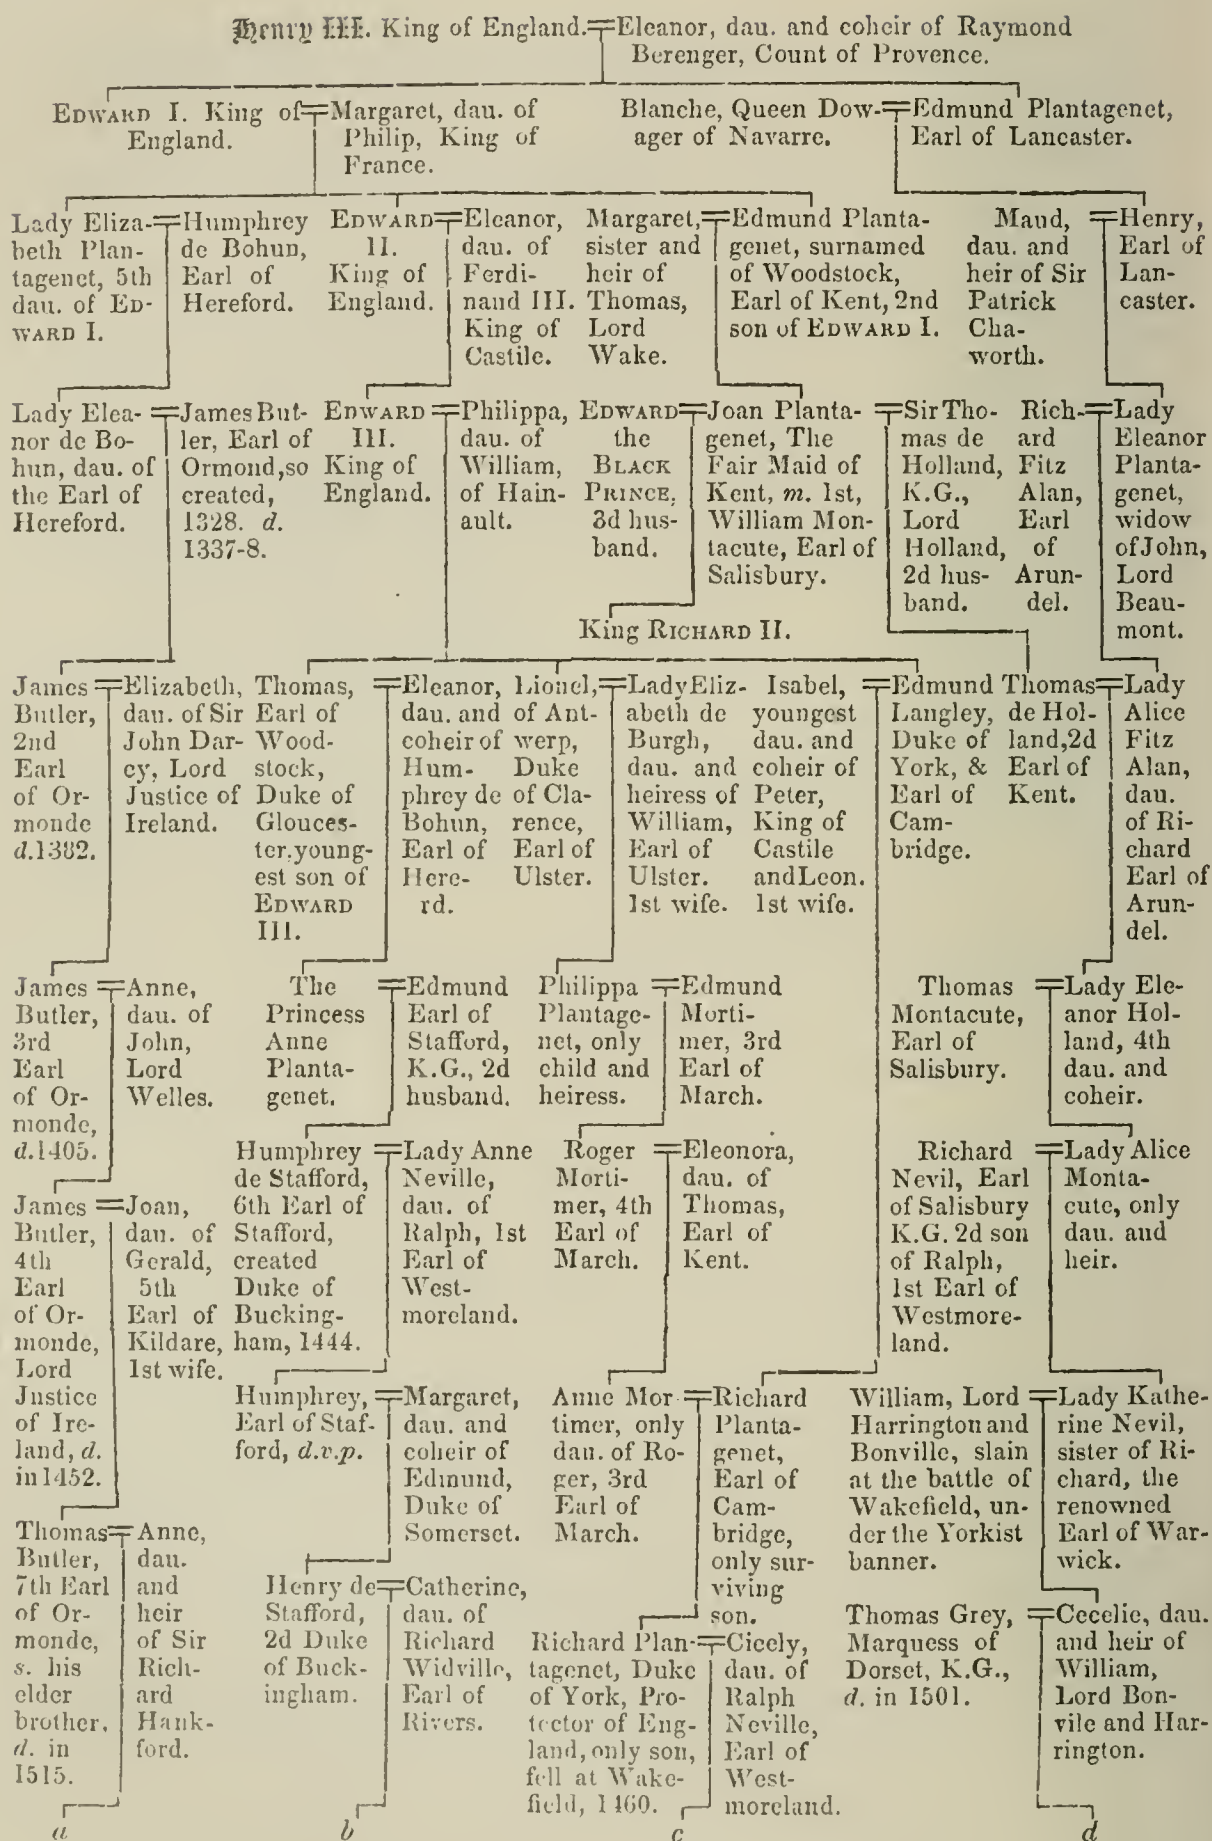 Henry III. King of England.=Eleanor, dau. and coheir of Raymond
Berenger, Count of Provence.
EDWARD I. King of
England.
Margaret, dau. of
Philip, King of
France.
Blanche, Queen Dow-
ager of Navarre.
Edmund Plantagenet,
Earl of Lancaster.
Lady Eliza-
beth Plan-
tagenet, 5th
dau. of ED-
WARD I.
Humphrey
de Bohun,
Earl of
Hereford.
EDWARD
II.
King of
England.
Eleanor,
dau. of
Ferdi-
nand III.
King of
Castile.
Margaret,
sister and
heir of
Thomas,
Lord
Wake.
Edmund Planta-
genet, surnamed
of Woodstock,
Earl of Kent, 2nd
son of EDWARD I.
Maud,
dau. and
heir of Sir
Patrick
Cha-
worth.
Henry,
Earl of
Lan-
caster.
Lady Elea-
nor de Bo-
hun, dau. of
the Earl of
Hereford.
James But-
ler, Earl of
Ormond, so
created,
1328. d.
1337-8.
EDWARD
III.
King of
England.
Philippa,
dau. of
William,
of Hain-
ault.
EDWARD
the
BLACK
PRINCE,
3d hus-
band.
Joan Planta-
genet, The
Fair Maid of
Kent, m. 1st,
William Mon-
tacute, Earl of
Salisbury.
Sir Tho-
mas de
Holland,
K.G.,
Lord
Holland,
2d hus-
band.
Rich-
ard
Fitz
Alan,
Earl
of
Arun-
del.
Lady
Eleanor
Planta-
genet,
widow
of John,
Lord
Beau-
mont.
King RICHARD II.
James
Butler,
2nd
Earl
of Or-
monde
d.1382.
Elizabeth,
dau. of Sir
John Dar-
cy, Lord
Justice of
Ireland.
Thomas,
Earl of
Wood-
stock,
Duke of
Glouces-
ter, young-
est son of
EDWARD
III.
Eleanor,
dau. and
coheir of
Hum-
phrey de
Bohun,
Earl of
Here-
rd.
Lionel,
of Ant-
werp,
Duke
of Cla-
rence,
Earl of
Ulster.
Lady Eliz-
abeth de
Burgh,
dau. and
heiress of
William,
Earl of
Ulster.
1st wife.
Isabel,
youngest
dau. and
coheir of
Peter,
King of
Castile
and Leon.
1st wife.
Edmund
Langley,
Duke of
York, &
Earl of
Cam-
bridge.
Thomas
de Hol-
land, 2d
Earl of
Kent.
Lady
Alice
Fitz
Alan,
dau.
of Ri-
chard
Earl of
Arun-
del.
James
Butler,
3rd
Earl
of Or-
monde,
d.1405.
Anne,
dau. of
John,
Lord
Welles.
The
Princess
Anne
Planta-
genet.
Edmund
Earl of
Stafford,
K.G., 2d
husband.
Philippa
Plantage-
net, only
child and
heiress.
Edmund
Morti-
mer, 3rd
Earl of
March.
Thomas
Montacute,
Earl of
Salisbury.
Lady Ele-
anor Hol-
land, 4th
dau. and
coheir.
Humphrey
de Stafford,
6th Earl of
Stafford,
created
Duke of
Bucking-
ham, 1444.
Lady Anne
Neville,
dau. of
Ralph, 1st
Earl of
West-
moreland.
Roger
Morti-
mer, 4th
Earl of
March.
Eleonora,
dau. of
Thomas,
Earl of
Kent.
Richard
Nevil, Earl
of Salisbury
K.G. 2d son
of Ralph,
1st Earl of
Westmore-
land.
Lady Alice
Monta-
cute, only
dau. and
heir.
James
Butler,
4th
Earl
of Or-
monde,
Lord
Justice
of Ire-
land, d.
in 1452.
Joan,
dau. of
Gerald,
5th
Earl of
Kildare,
1st wife.
Humphrey,
Earl of Staf-
ford, d.v.p.
Margaret,
dau. and
coheir of
Edmund,
Duke of
Somerset.
Anne Mor-
timer, only
dau. of Ro-
ger, 3rd
Earl of
March.
Richard
Planta-
genet,
Earl of
Cam-
bridge,
only sur-
viving
son.
William, Lord
Harrington and
Bonville, slain
at the battle of
Wakefield, un-
der the Yorkist
banner.
Lady Kathe-
rine Nevil,
sister of Ri-
chard, the
renowned
Earl of War-
wick.
Thomas
Butler,
7th Earl
of Or-
monde,
s. his
elder
brother,
d. in
1515.
Anne,
dau.
and
heir
of Sir
Rich-
ard
Hank-
ford.
Henry de
Stafford,
2d Duke
of Buck-
ingham.
Catherine,
dau. of
Richard
Widville,
Earl of
Rivers.
Richard Plan-
tagenet, Duke
of York, Pro-
tector of Eng-
land, only son,
fell at Wake-
field, 1460.
Cicely,
dau. of
Ralph
Neville,
Earl of
West-
moreland.
Thomas Grey,
Marquess of
Dorset, K.G.,
d. in 1501.
Cecelie, dau.
and heir of
William,
Lord Bon-
vile and Har-
rington.
a b c d